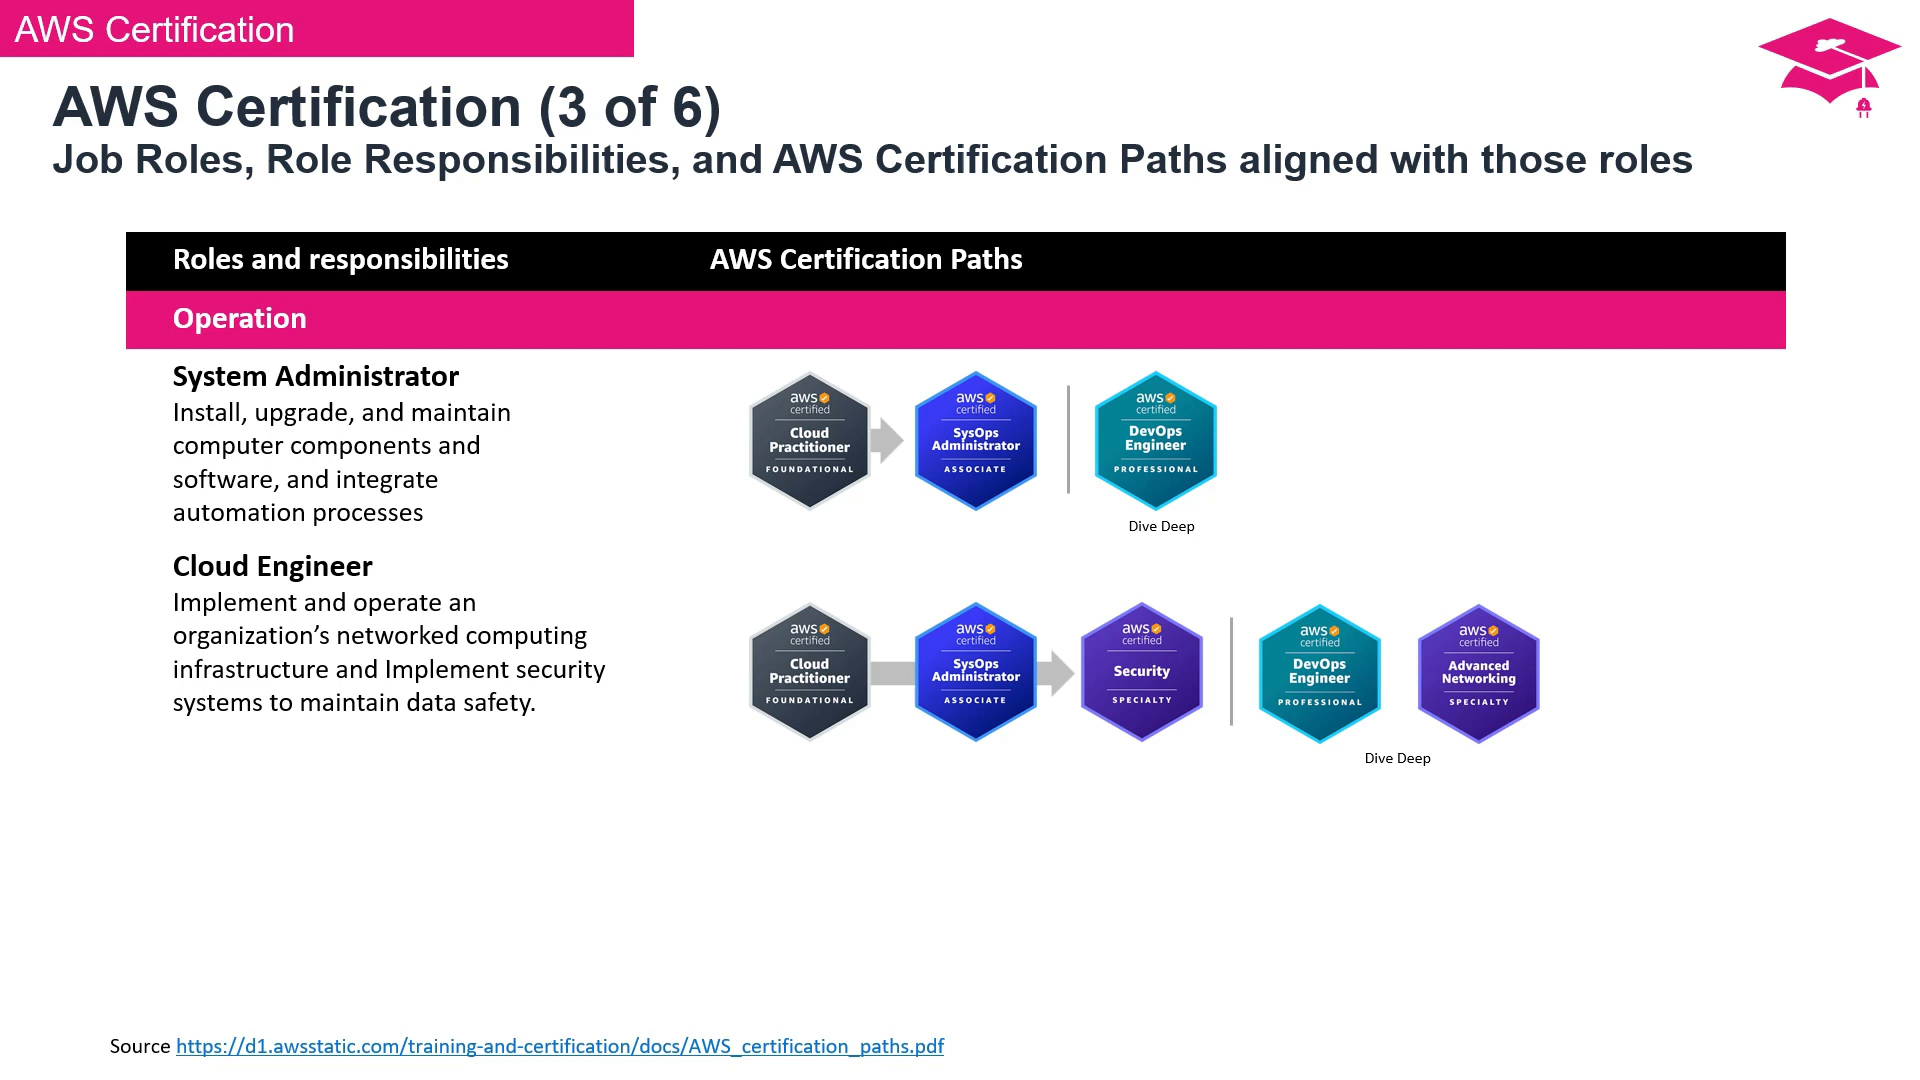 AWS Certification
AWS Certification (3 of 6)
Job Roles, Role Responsibilities, and AWS Certification Paths aligned with those roles
Roles and responsibilities
AWS Certification Paths
Operation
System Administrator
Install, upgrade, and maintain
computer components and
software, and integrate
automation processes
aws
certified
Cloud
Practitioner
FOUNDATIONAL
aws
certified
SysOps
Administrator
ASSOCIATE
aws
certified
DevOps
Engineer
PROFESSIONAL
Dive Deep
Cloud Engineer
Implement and operate an
organization’s networked computing
infrastructure and Implement security
systems to maintain data safety.
aws
certified
Cloud
Practitioner
FOUNDATIONAL
aws
certified
SysOps
Administrator
ASSOCIATE
aws
certified
Security
SPECIALTY
aws
certified
DevOps
Engineer
PROFESSIONAL
aws
certified
Advanced
Networking
SPECIALTY
Dive Deep
Source https://d1.awsstatic.com/training-and-certification/docs/AWS_certification_paths.pdf